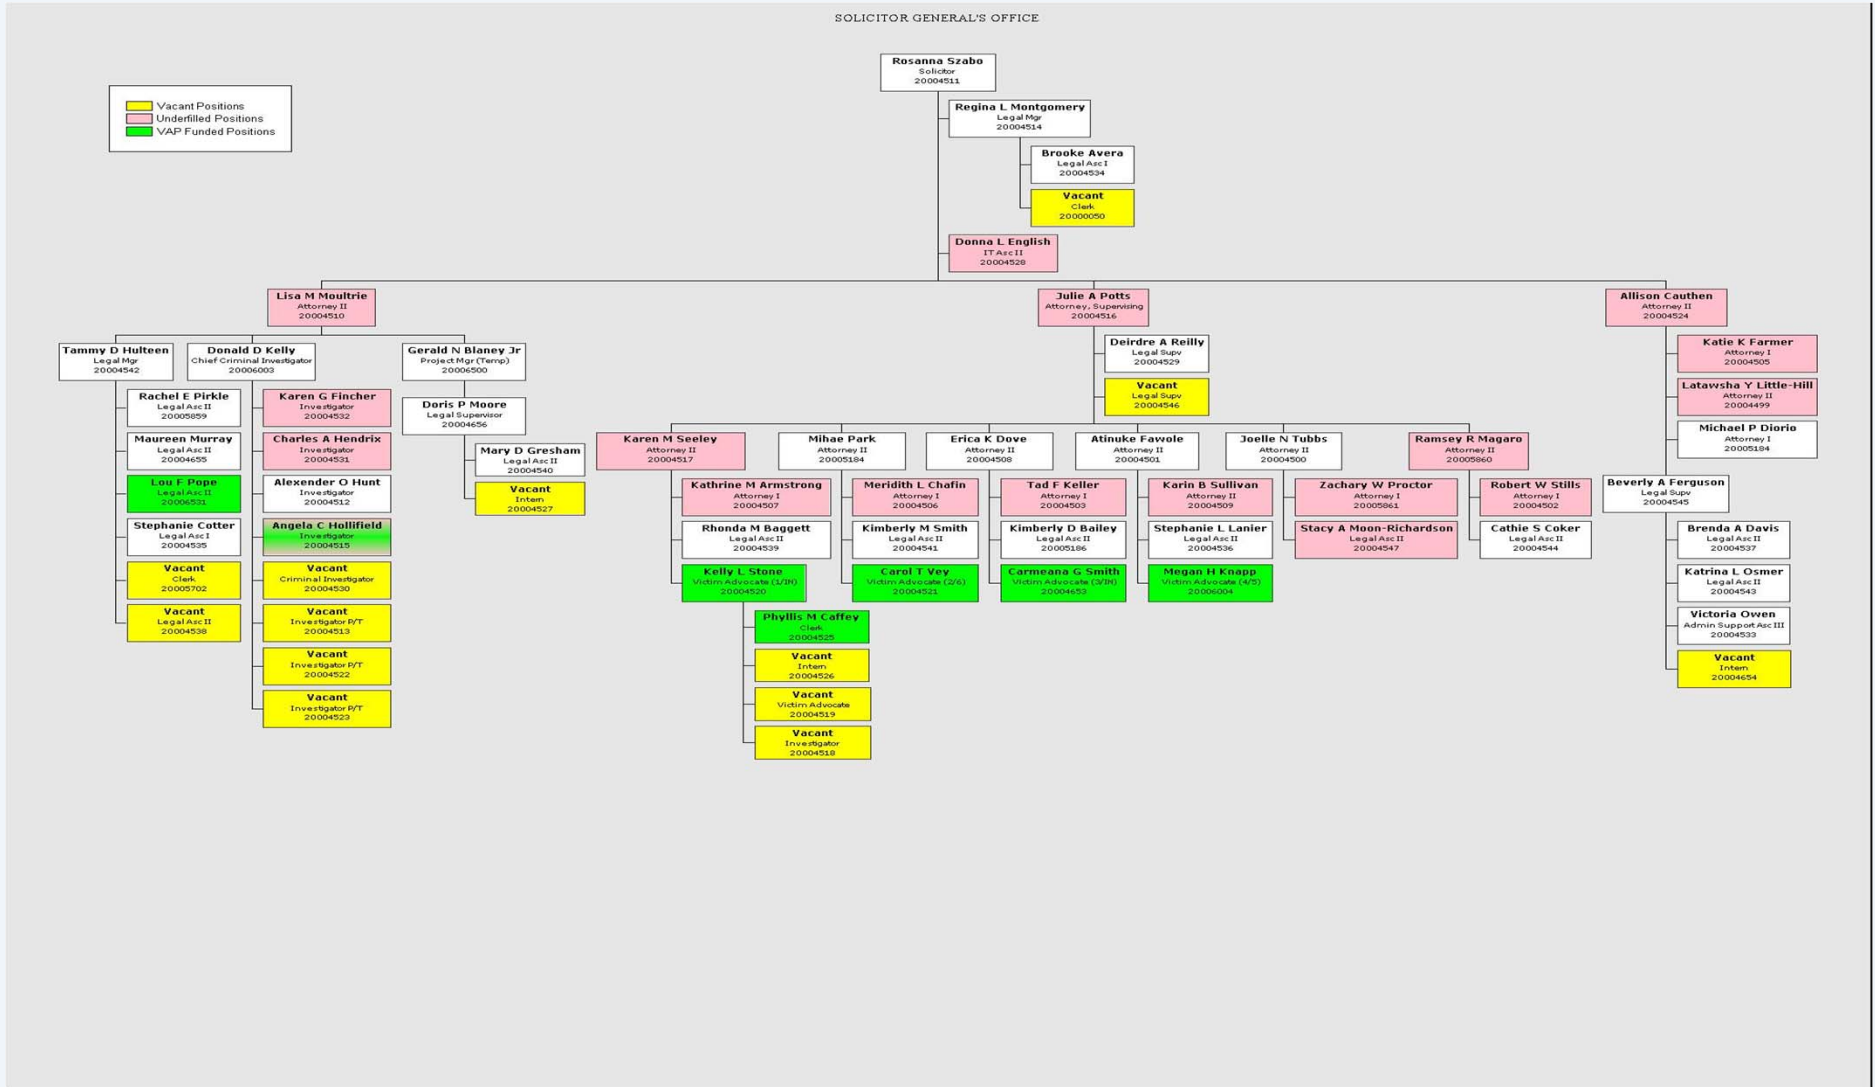 SOLICITOR GENERAL'S OFFICE
Rosanna Szabo
Solicitor
20004511
Vacant Positions
Underfilled Positions
VAP Funded Positions
Regina L Montgomery
Legal Mgr
20004514
Brooke Avera
Legal Asc I
20004534
Vacant
Clerk
20000050
Donna L English
IT Asc II
20004528
Lisa M Moultrie
Attorney II
20004510
Tammy D Hulteen
Legal Mgr
20004542
Rachel E Pirkle
Legal Asc II
20005859
Maureen Murray
Legal Asc II
20004655
Lou F Pope
Legal Asc II
20006531
Stephanie Cotter
Legal Asc I
20004535
Vacant
Clerk
20005702
Vacant
Legal Asc II
20004538
Donald D Kelly
Chief Criminal Investigator
20006003
Karen G Fincher
Investigator
20004532
Charles A Hendrix
Investigator
20004531
Alexender O Hunt
Investigator
20004512
Angela C Hollifield
Investigator
20004515
Vacant
Criminal Investigator
20004530
Vacant
Investigator P/T
20004513
Vacant
Investigator P/T
20004522
Vacant
Investigator P/T
20004523
Gerald N Blaney Jr
Project Mgr (Temp)
20006500
Doris P Moore
Legal Supervisor
20004656
Mary D Gresham
Legal Asc II
20004540
Vacant
Intern
20004527
Julie A Potts
Attorney, Supervising
20004516
Deirdre A Reilly
Legal Supv
20004529
Vacant
Legal Supv
20004546
Karen M Seeley
Attorney II
20004517
Kathrine M Armstrong
Attorney I
20004507
Rhonda M Baggett
Legal Asc II
20004539
Kelly L Stone
Victim Advocate (1/IN)
20004520
Phyllis M Caffey
Clerk
20004525
Vacant
Intern
20004526
Vacant
Victim Advocate
20004519
Vacant
Investigator
20004518
Mihae Park
Attorney II
20005184
Meridith L Chafin
Attorney I
20004506
Kimberly M Smith
Legal Asc II
20004541
Carol T Vey
Victim Advocate (2/6)
20004521
Erica K Dove
Attorney II
20004508
Tad F Keller
Attorney I
20004503
Kimberly D Bailey
Legal Asc II
20005186
Carmeana G Smith
Victim Advocate (3/IN)
20004653
Atinuke Fawole
Attorney II
20004501
Karin B Sullivan
Attorney II
20004509
Stephanie L Lanier
Legal Asc II
20004536
Megan H Knapp
Victim Advocate (4/5)
20006004
Joelle N Tubbs
Attorney II
20004500
Zachary W Proctor
Attorney I
20005861
Stacy A Moon-Richardson
Legal Asc II
20004547
Ramsey R Magaro
Attorney II
20005860
Robert W Stills
Attorney I
20004502
Cathie S Coker
Legal Asc II
20004544
Allison Cauthen
Attorney II
20004524
Katie K Farmer
Attorney I
20004505
Latawsha Y Little-Hill
Attorney II
20004499
Michael P Diorio
Attorney I
20005184
Beverly A Ferguson
Legal Supv
20004545
Brenda A Davis
Legal Asc II
20004537
Katrina L Osmer
Legal Asc II
20004543
Victoria Owen
Admin Support Asc III
20004533
Vacant
Intern
20004654